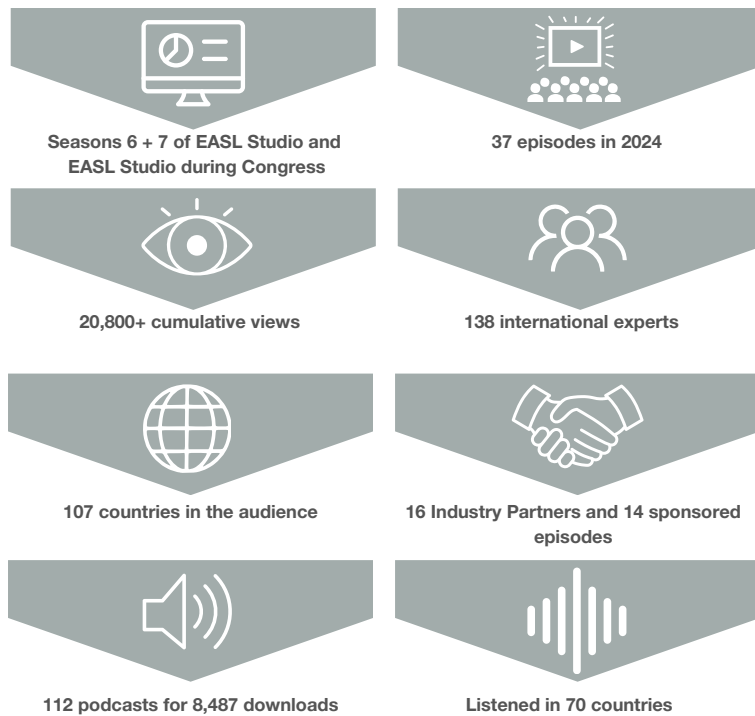 Seasons 6 + 7 of EASL Studio and
EASL Studio during Congress
37 episodes in 2024
20,800+ cumulative views
138 international experts
107 countries in the audience
16 Industry Partners and 14 sponsored
episodes
112 podcasts for 8,487 downloads
Listened in 70 countries